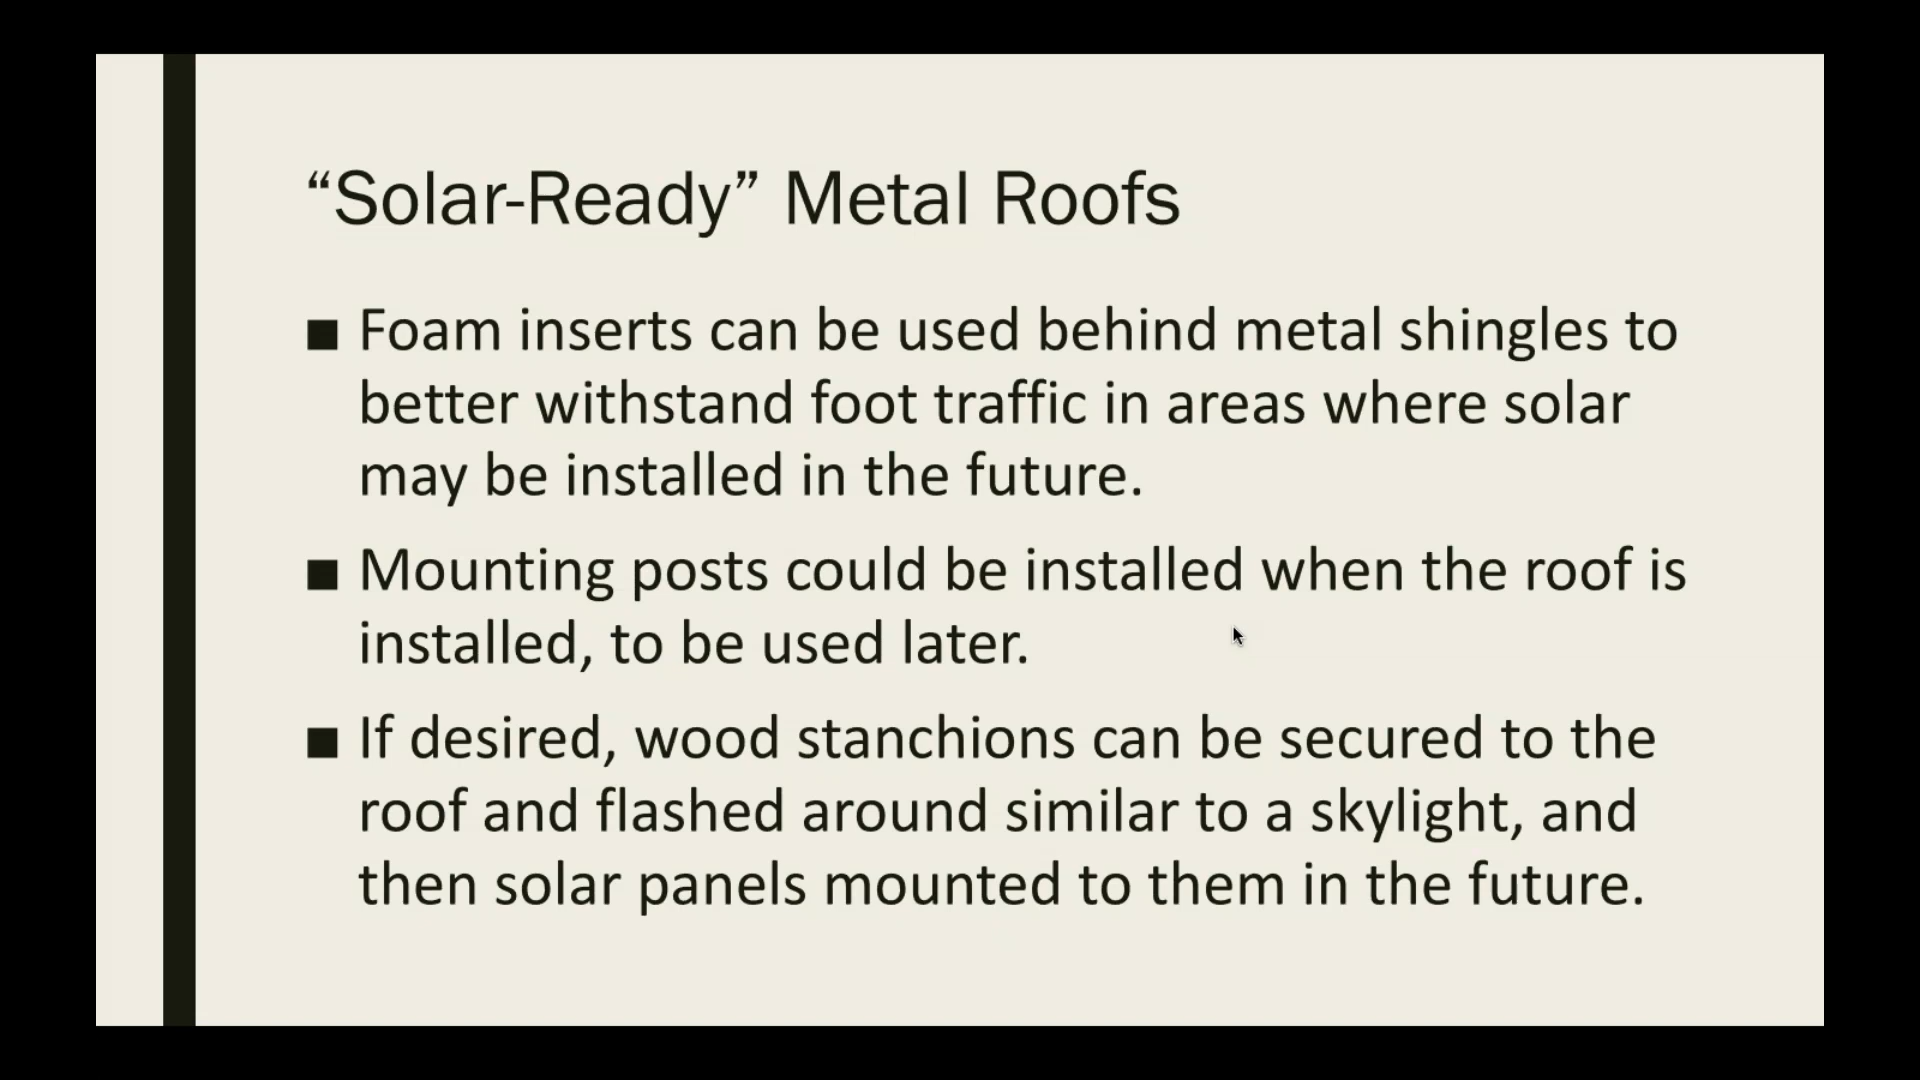 “Solar-Ready” Metal Roofs
■ Foam inserts can be used behind metal shingles to
better withstand foot traffic in areas where solar
may be installed in the future.
■ Mounting posts could be installed when the roof is
installed, to be used later.
■ If desired, wood stanchions can be secured to the
roof and flashed around similar to a skylight, and
then solar panels mounted to them in the future.